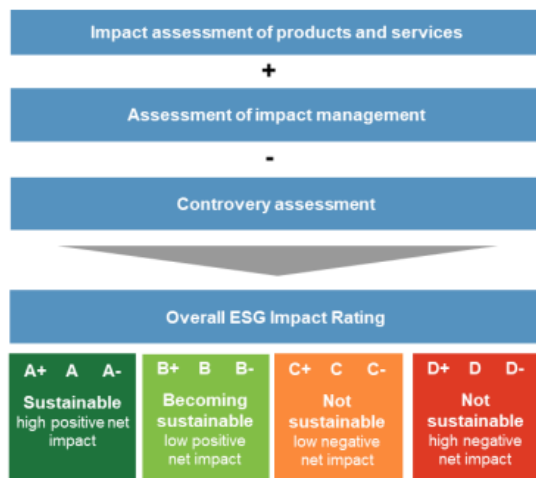 Impact assessment of products and services
+
Assessment of impact management
-
Controvery assessment
Overall ESG Impact Rating
A+ A A-
Sustainable
high positive net
impact
B+ B B-
Becoming
sustainable
low positive
net impact
C+ C C-
Not
sustainable
low negative
net impact
D+ D D-
Not
sustainable
high negative
net impact